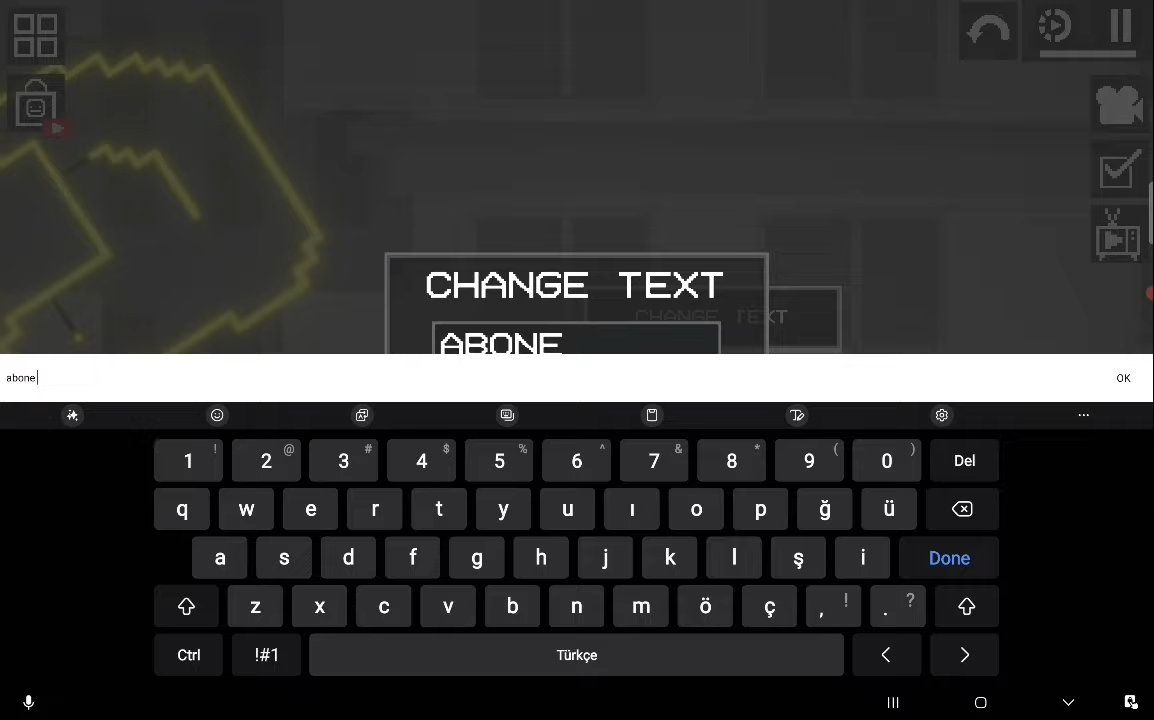 CHANGE TEXT
CHANGE TEXT
ABONE
abone
OK
1 ! 2 @ 3 # 4 $ 5 % 6 ^ 7 & 8 * 9 ( 0 ) Del
q w e r t y u ı o p ğ ü
a s d f g h j k l ş i Done
z x c v b n m ö ç , ! . ?
Ctrl !#1 Türkçe